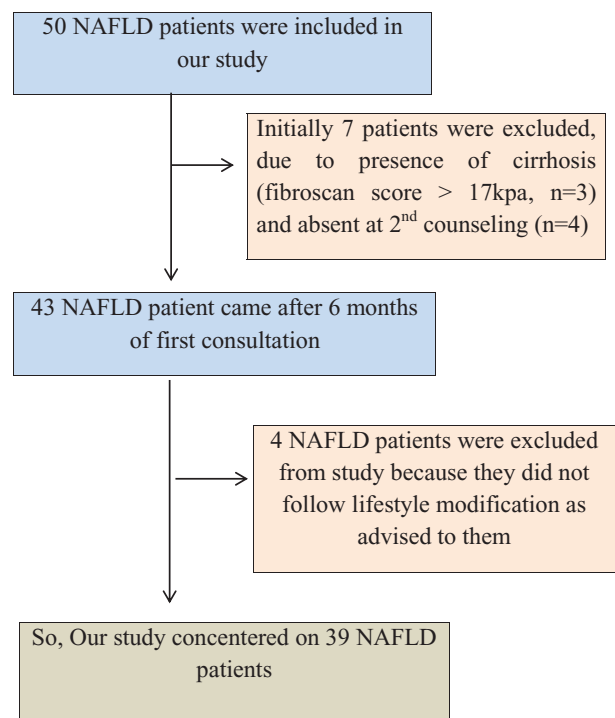 50 NAFLD patients were included in
our study
Initially 7 patients were excluded,
due to presence of cirrhosis
(fibroscan score > 17kpa, n=3)
and absent at 2nd counseling (n=4)
43 NAFLD patient came after 6 months
of first consultation
4 NAFLD patients were excluded
from study because they did not
follow lifestyle modification as
advised to them
So, Our study concentered on 39 NAFLD
patients